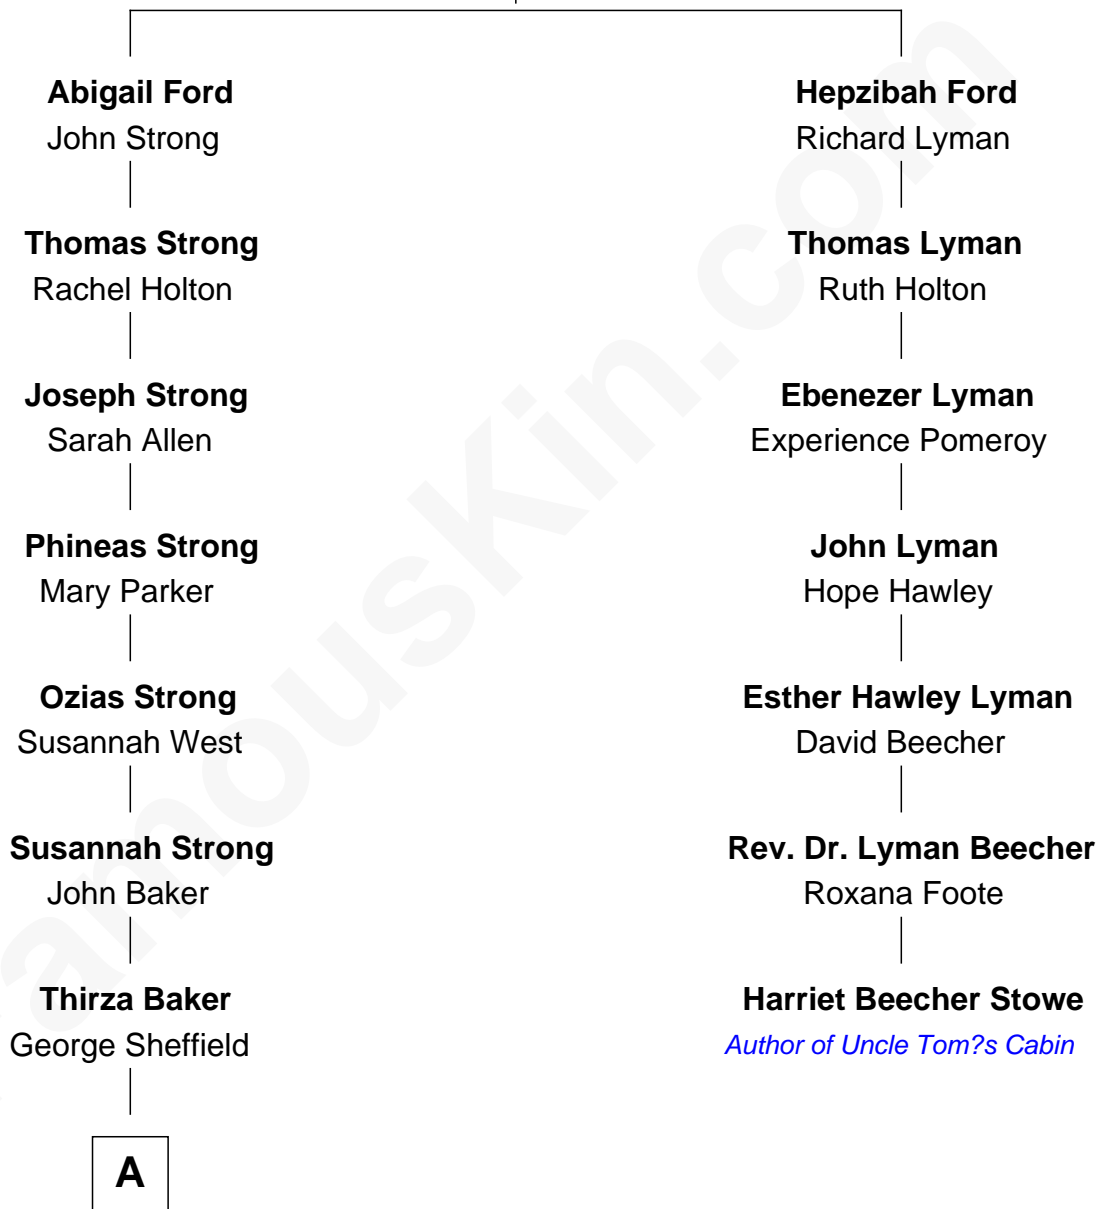 Abigail Ford
John Strong
Thomas Strong
Rachel Holton
Joseph Strong
Sarah Allen
Phineas Strong
Mary Parker
Ozias Strong
Susannah West
Susannah Strong
John Baker
Thirza Baker
George Sheffield
A
Hepzibah Ford
Richard Lyman
Thomas Lyman
Ruth Holton
Ebenezer Lyman
Experience Pomeroy
John Lyman
Hope Hawley
Esther Hawley Lyman
David Beecher
Rev. Dr. Lyman Beecher
Roxana Foote
Harriet Beecher Stowe
Author of Uncle Tom?s Cabin
amousKin.com